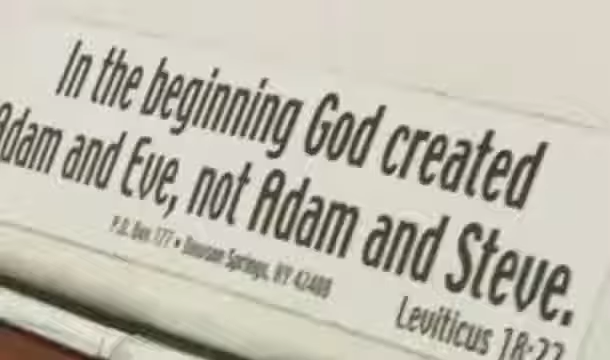 In the beginning God created
Adam and Eve, not Adam and Steve.
P.O. Box 177 • Dawson Springs, KY 42408
Leviticus 18:22